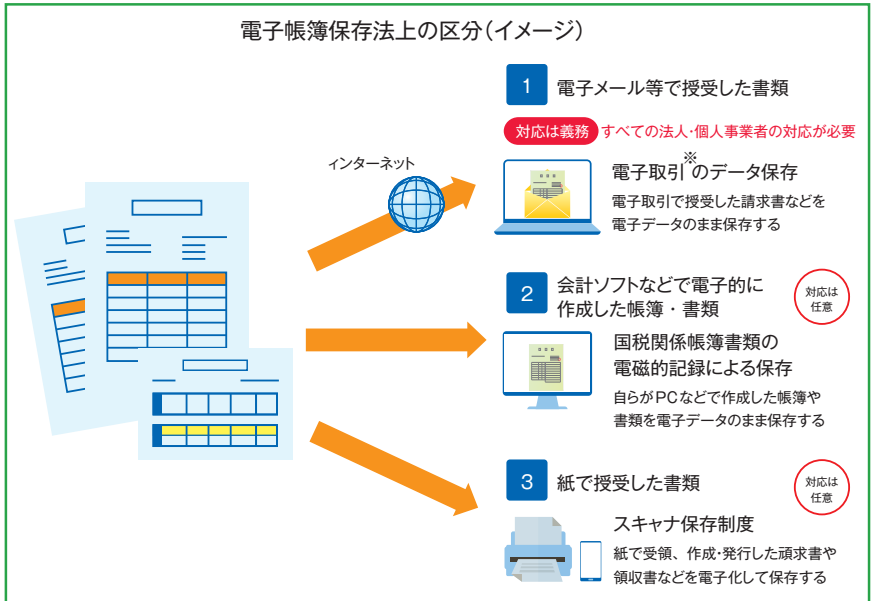 電子帳簿保存法上の区分(イメージ)
1 電子メール等で授受した書類
対応は義務 すべての法人・個人事業者の対応が必要
インターネット
電子取引※のデータ保存
電子取引で授受した請求書などを
電子データのまま保存する
2 会計ソフトなどで電子的に
作成した帳簿・書類
対応は
任意
国税関係帳簿書類の
電磁的記録による保存
自らがPCなどで作成した帳簿や
書類を電子データのまま保存する
3 紙で授受した書類
対応は
任意
スキャナ保存制度
紙で受領、作成・発行した頑求書や
領収書などを電子化して保存する